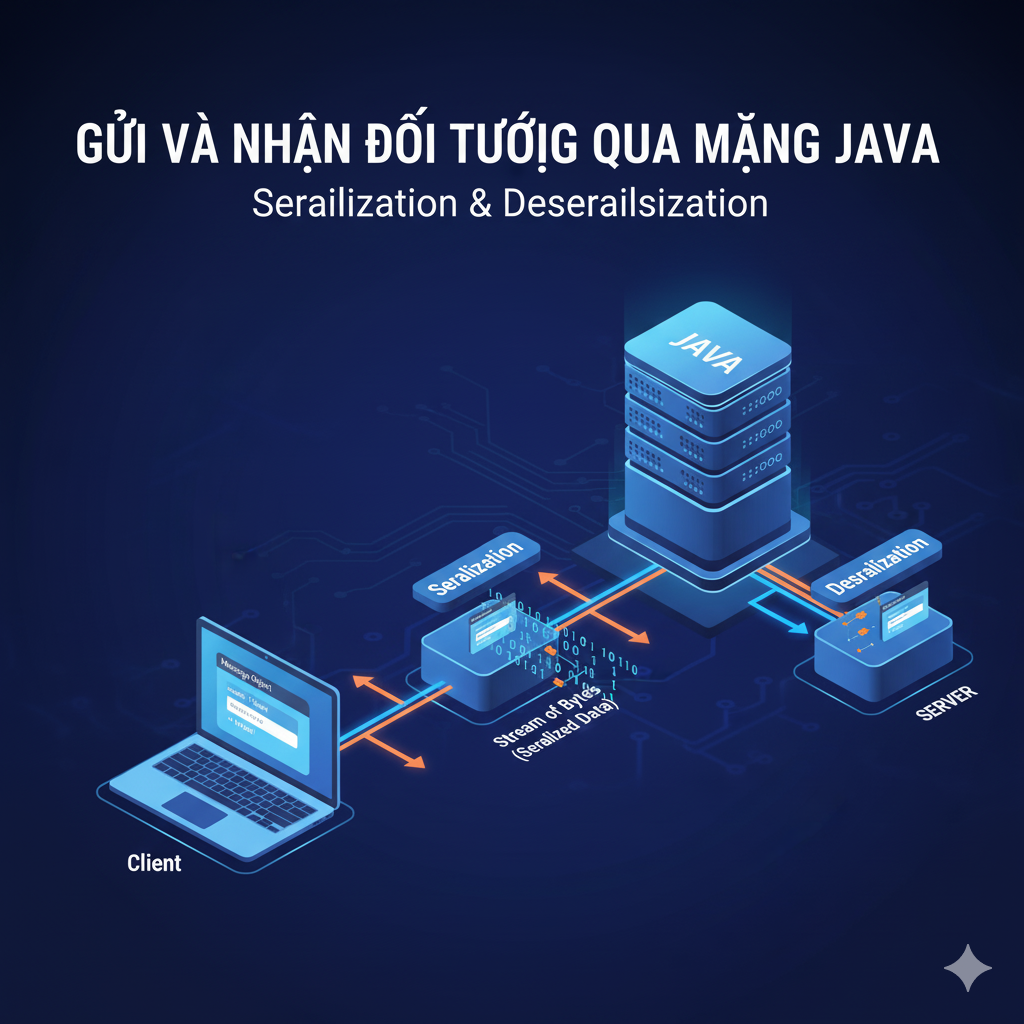 GỬI VÀ NHẬN ĐỐI TƯỚỊG QUA MẶNG JAVA
Serailization & Deserailsization
JAVA
Seralization
Desralization
Stream of Bytes
(Seralized Data)
SERVER
Client